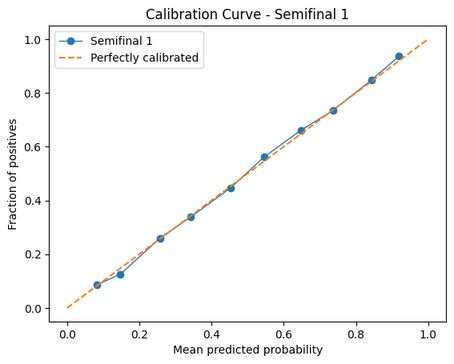 Calibration Curve - Semifinal 1
Semifinal 1
Perfectly calibrated
1.0
0.8
0.6
0.4
0.2
0.0
Fraction of positives
0.0 0.2 0.4 0.6 0.8 1.0
Mean predicted probability